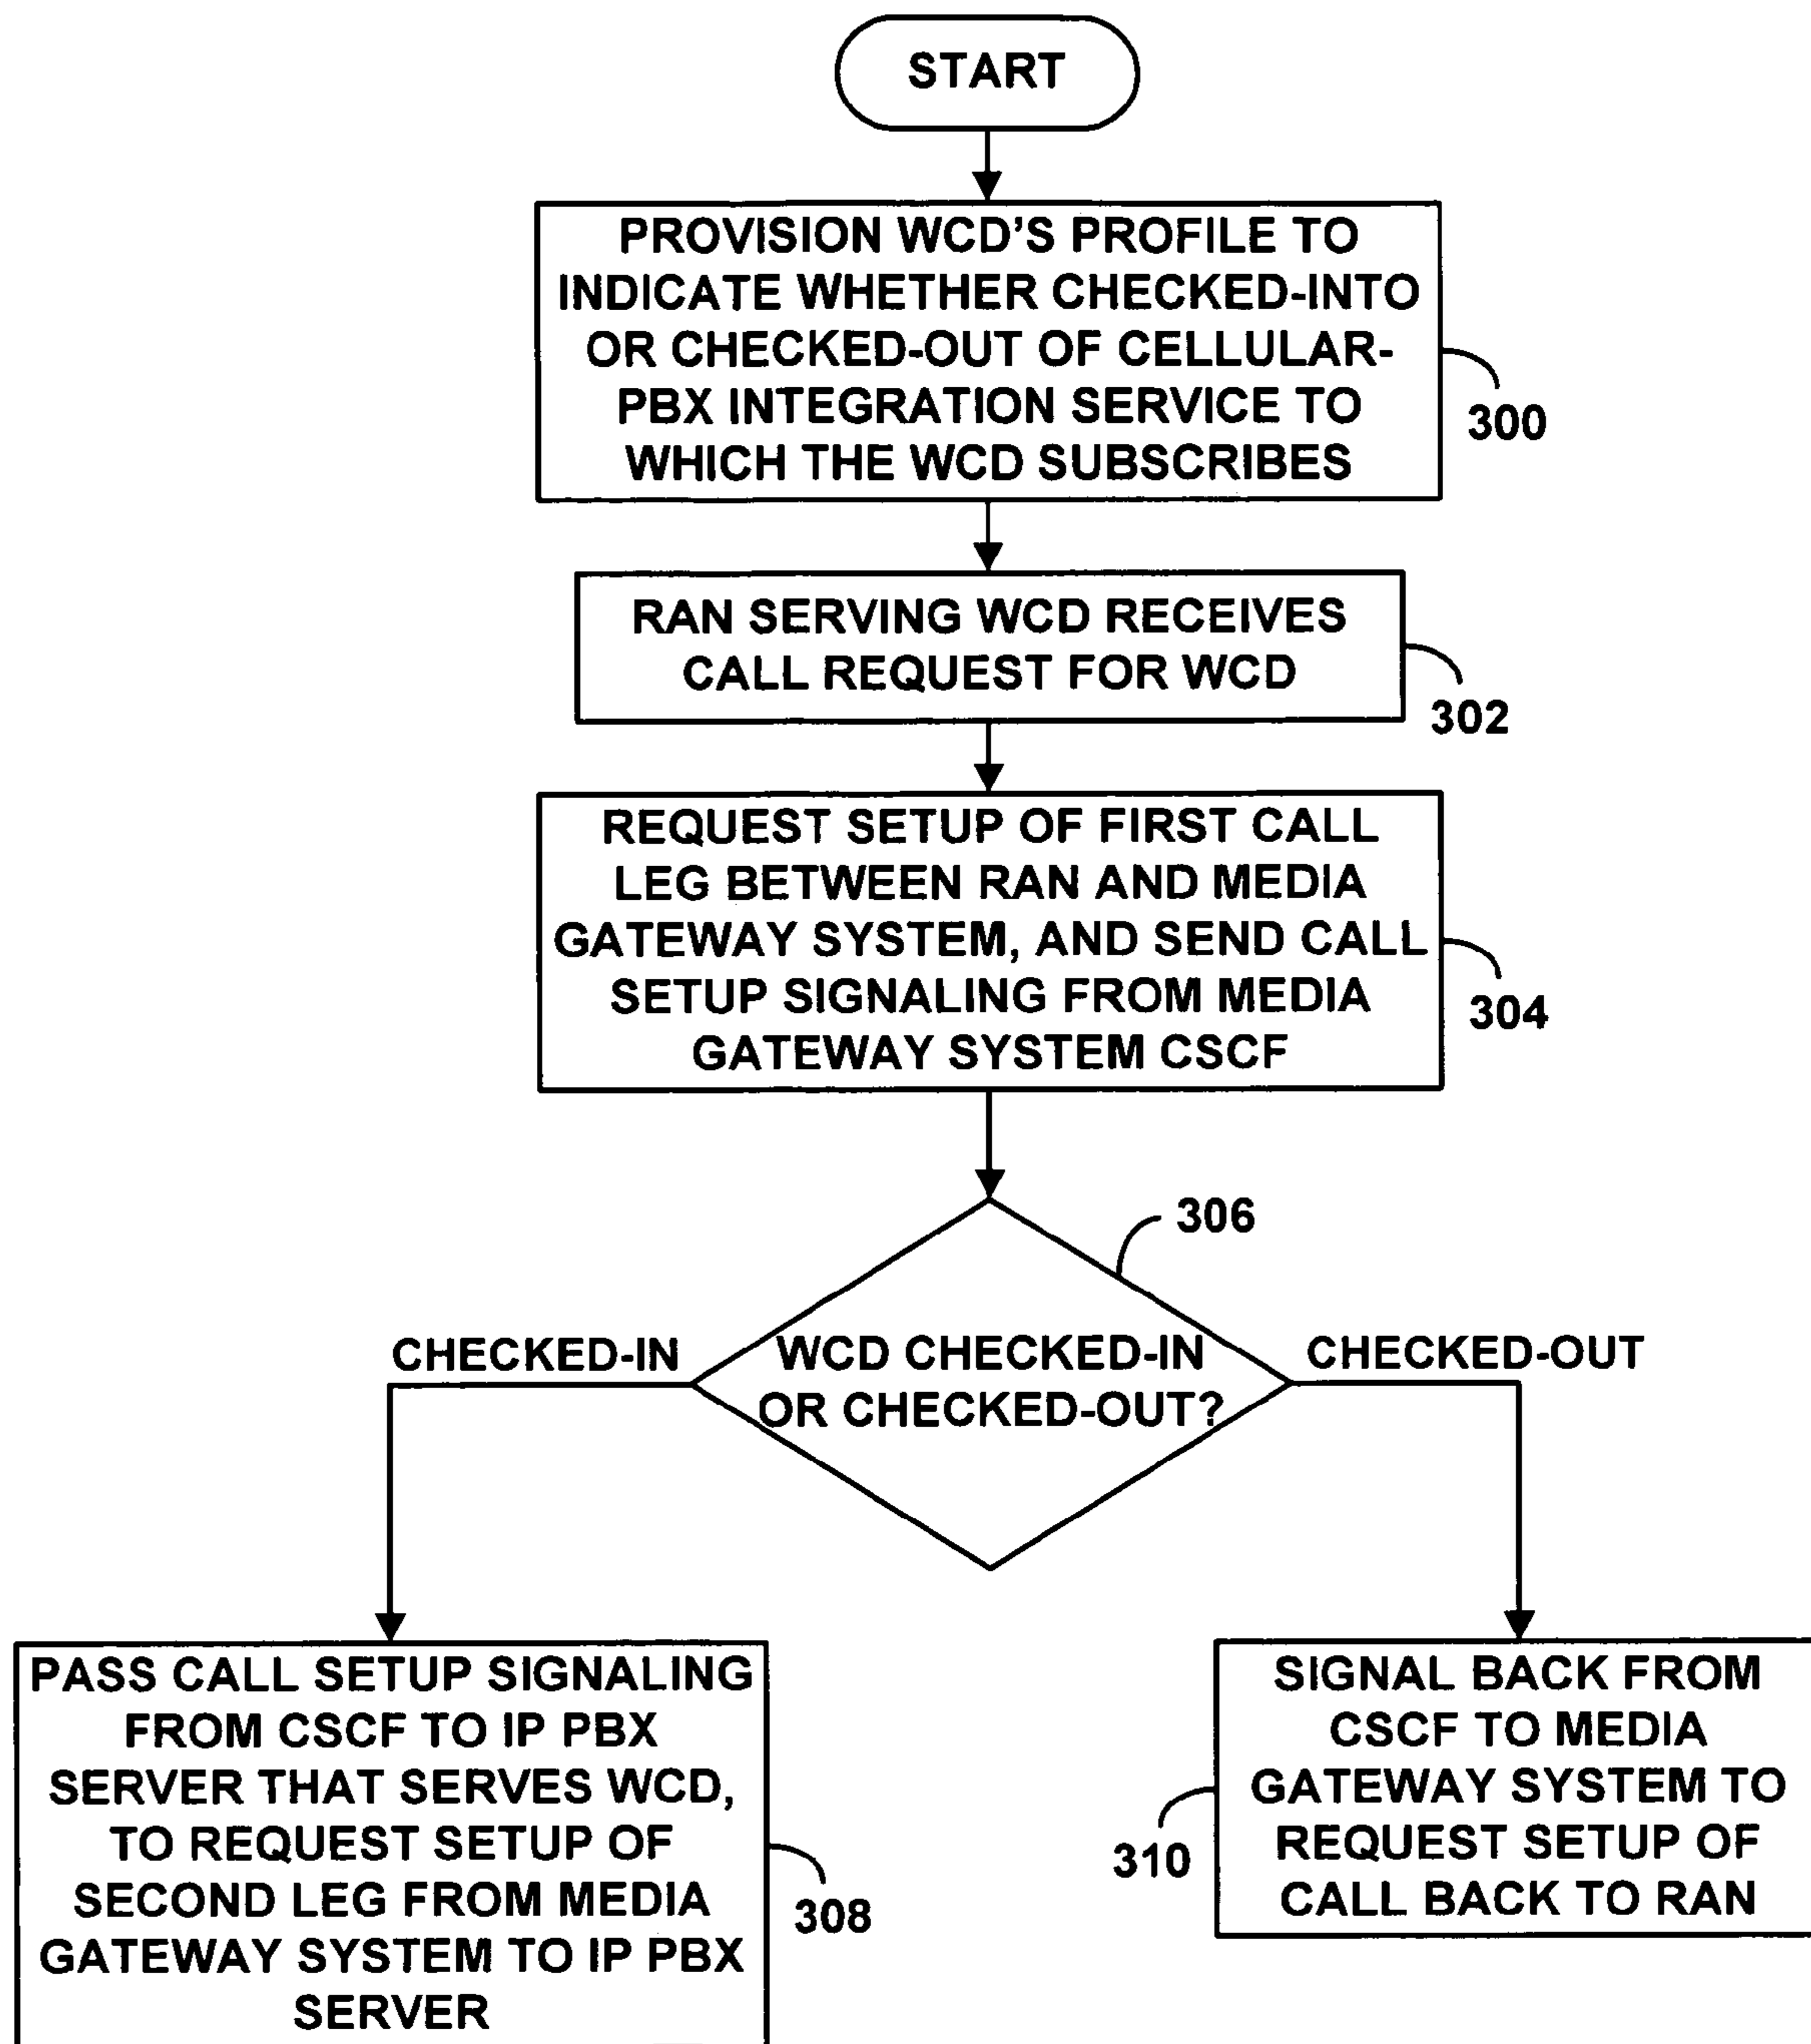 START
PROVISION WCD'S PROFILE TO
INDICATE WHETHER CHECKED-INTO
OR CHECKED-OUT OF CELLULAR-
PBX INTEGRATION SERVICE TO
WHICH THE WCD SUBSCRIBES
300
RAN SERVING WCD RECEIVES
CALL REQUEST FOR WCD
302
REQUEST SETUP OF FIRST CALL
LEG BETWEEN RAN AND MEDIA
GATEWAY SYSTEM, AND SEND CALL
SETUP SIGNALING FROM MEDIA
GATEWAY SYSTEM CSCF
304
306
WCD CHECKED-IN
OR CHECKED-OUT?
CHECKED-IN
CHECKED-OUT
PASS CALL SETUP SIGNALING
FROM CSCF TO IP PBX
SERVER THAT SERVES WCD,
TO REQUEST SETUP OF
SECOND LEG FROM MEDIA
GATEWAY SYSTEM TO IP PBX
SERVER
308
SIGNAL BACK FROM
CSCF TO MEDIA
GATEWAY SYSTEM TO
REQUEST SETUP OF
CALL BACK TO RAN
310